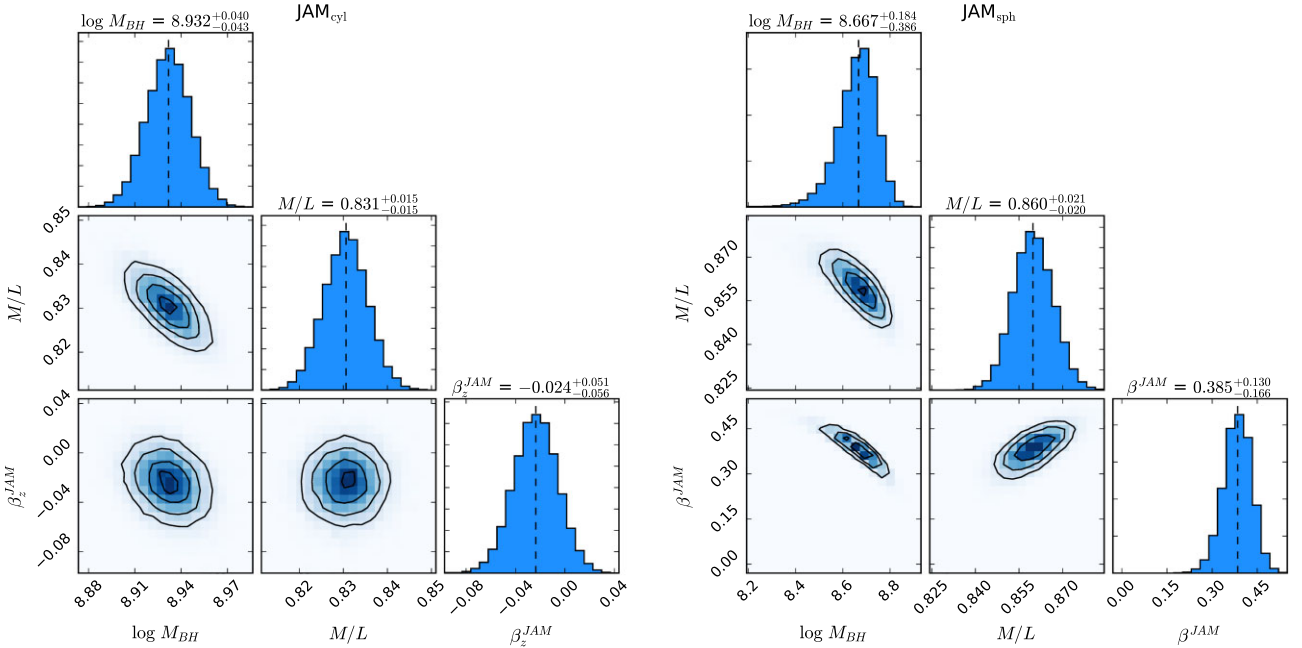 JAM_cyl
log M_BH = 8.932 +0.040 −0.043
M/L = 0.831 +0.015 −0.015
β_z^JAM = −0.024 +0.051 −0.056
M/L
0.85
0.84
0.83
0.82
β_z^JAM
0.04
0.00
−0.04
−0.08
8.88 8.91 8.94 8.97
0.82 0.83 0.84 0.85
−0.08 −0.04 0.00 0.04
log M_BH M/L β_z^JAM
JAM_sph
log M_BH = 8.667 +0.184 −0.386
M/L = 0.860 +0.021 −0.020
β^JAM = 0.385 +0.130 −0.166
M/L
0.870
0.855
0.840
0.825
β^JAM
0.45
0.30
0.15
0.00
8.2 8.4 8.6 8.8
0.825 0.840 0.855 0.870
0.00 0.15 0.30 0.45
log M_BH M/L β^JAM